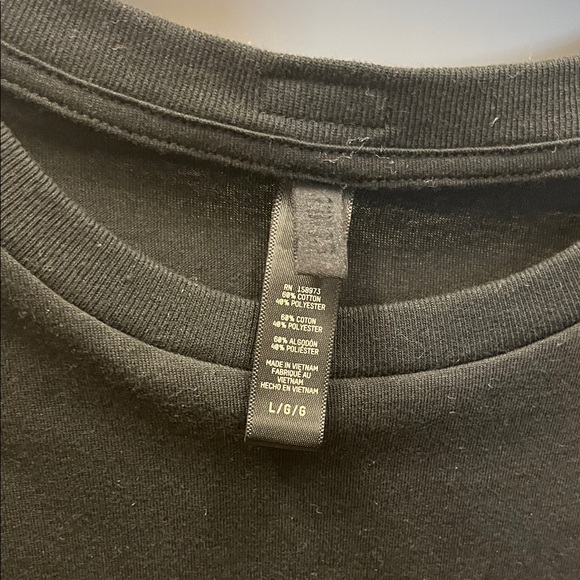 RN 158973
60% COTTON
40% POLYESTER
60% COTON
40% POLYESTER
60% ALGODÓN
40% POLIÉSTER
MADE IN VIETNAM
FABRIQUÉ AU
VIETNAM
HECHO EN VIETNAM
L/G/G